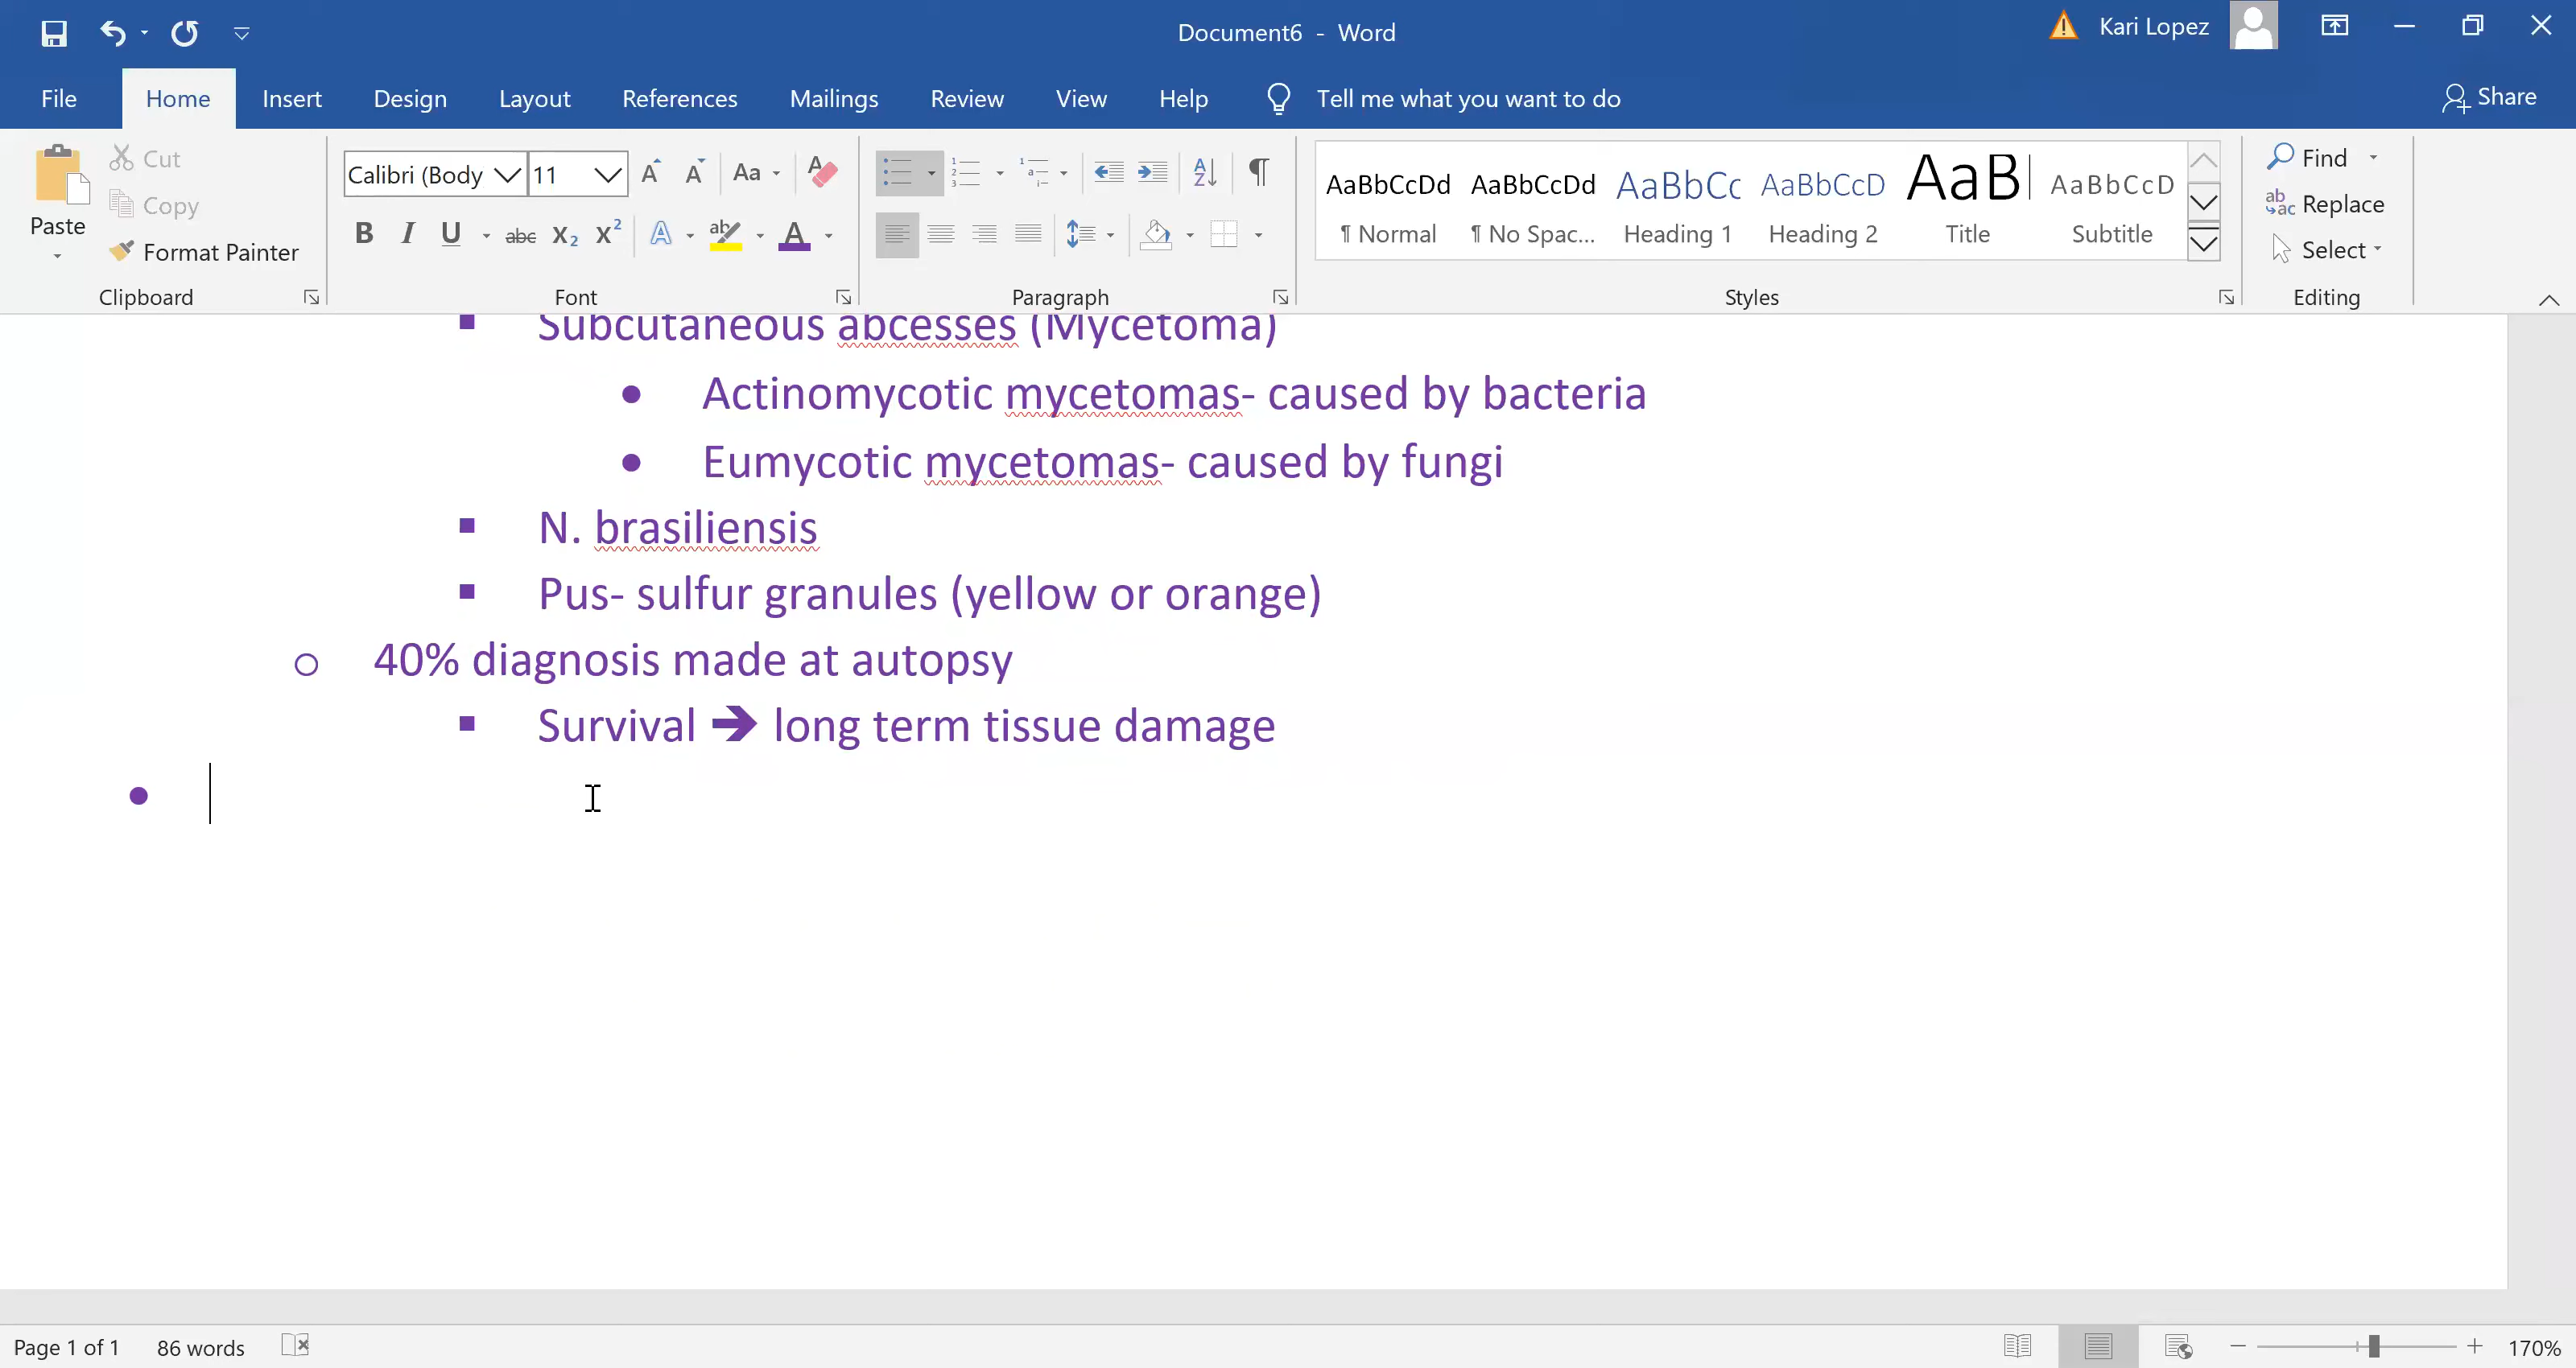 Document6 - Word
Kari Lopez
File Home Insert Design Layout References Mailings Review View Help Tell me what you want to do Share
Paste
Cut
Copy
Format Painter
Clipboard
Calibri (Body 11
Font
Paragraph
AaBbCcDd AaBbCcDd AaBbCc AaBbCcD AaB AaBbCcD
¶ Normal ¶ No Spac... Heading 1 Heading 2 Title Subtitle
Styles
Find
Replace
Select
Editing
▪ Subcutaneous abcesses (Mycetoma)
• Actinomycotic mycetomas- caused by bacteria
• Eumycotic mycetomas- caused by fungi
▪ N. brasiliensis
▪ Pus- sulfur granules (yellow or orange)
o 40% diagnosis made at autopsy
▪ Survival → long term tissue damage
•
Page 1 of 1 86 words 170%